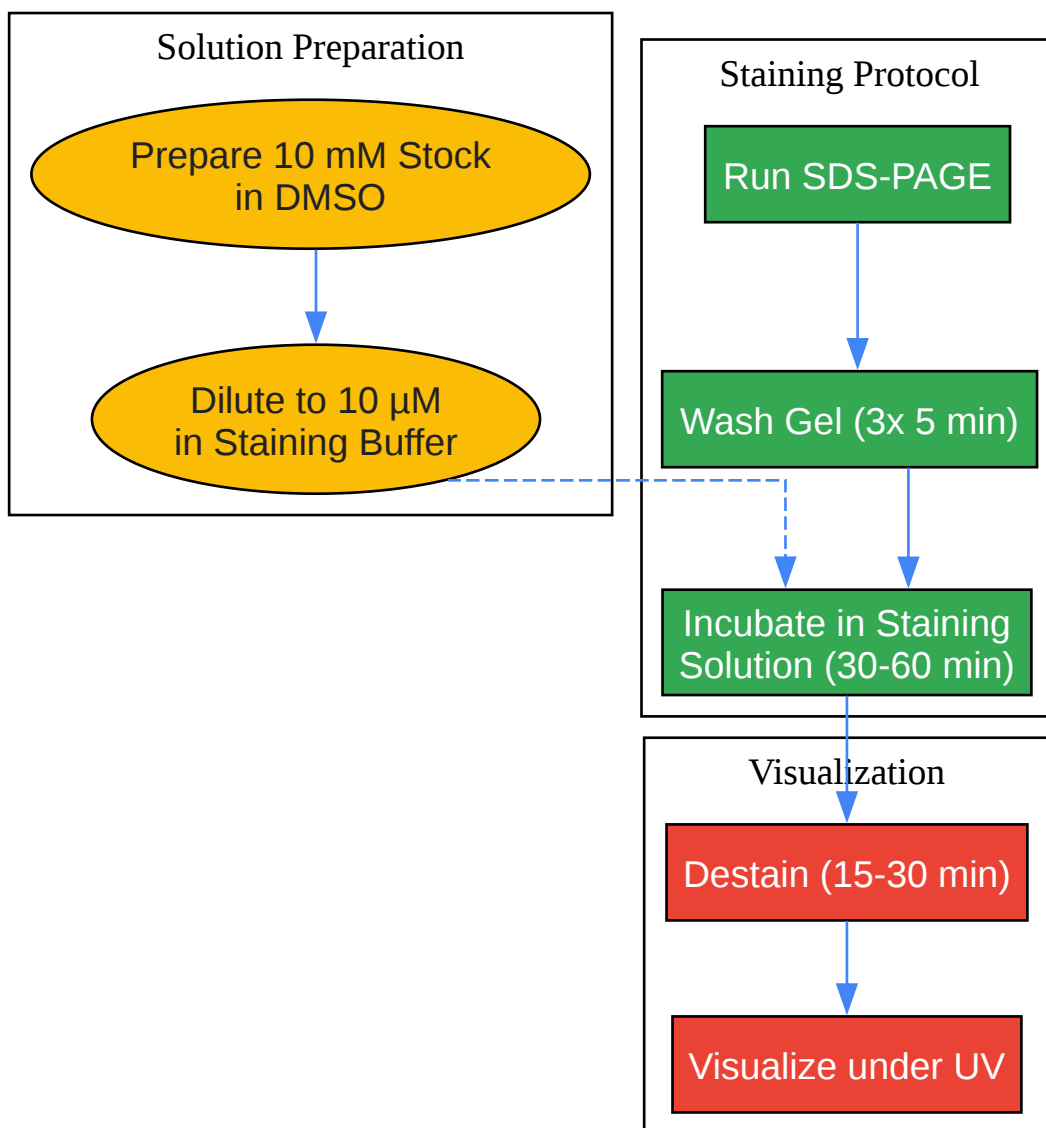 Solution Preparation
Prepare 10 mM Stock
in DMSO
Dilute to 10 µM
in Staining Buffer
Staining Protocol
Run SDS-PAGE
Wash Gel (3x 5 min)
Incubate in Staining
Solution (30-60 min)
Visualization
Destain (15-30 min)
Visualize under UV